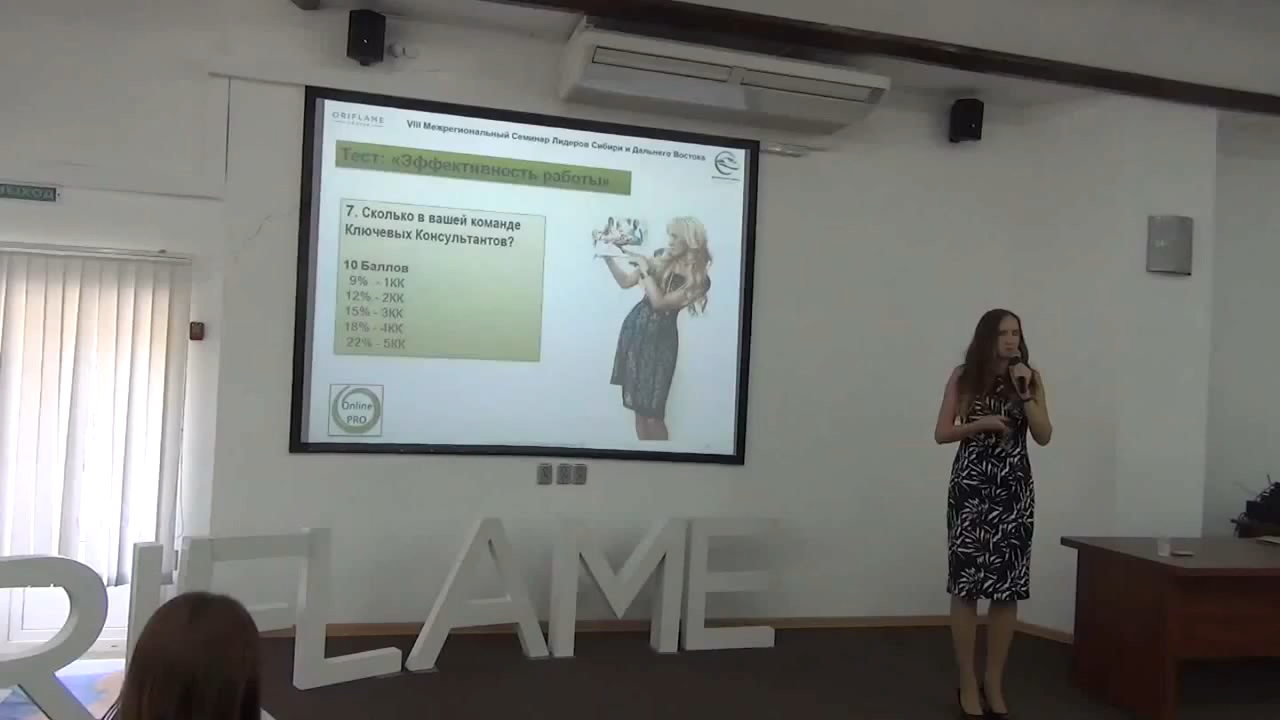 ORIFLAME
VIII Межрегиональный Семинар Лидеров Сибири и Дальнего Востока
Тест: «Эффективность работы»
7. Сколько в вашей команде
Ключевых Консультантов?
10 Баллов
9% - 1КК
12% - 2КК
15% - 3КК
18% - 4КК
22% - 5КК
Online
PRO
ВЫХОД
RIFLAME